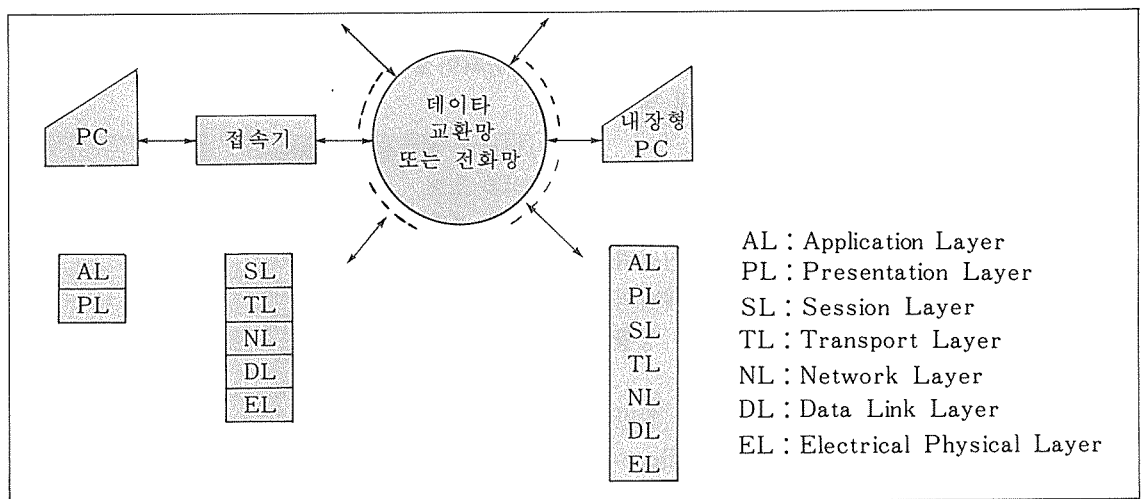 PC
접속기
데이타
교환망
또는 전화망
내장형
PC
AL
PL
SL
TL
NL
DL
EL
AL
PL
SL
TL
NL
DL
EL
AL : Application Layer
PL : Presentation Layer
SL : Session Layer
TL : Transport Layer
NL : Network Layer
DL : Data Link Layer
EL : Electrical Physical Layer